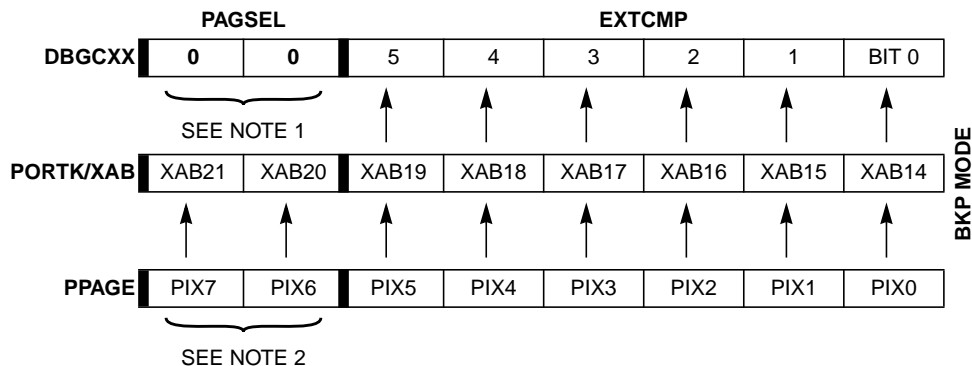 PAGSEL EXTCMP
DBGCXX 0 0 5 4 3 2 1 BIT 0
SEE NOTE 1
PORTK/XAB XAB21 XAB20 XAB19 XAB18 XAB17 XAB16 XAB15 XAB14
BKP MODE
PPAGE PIX7 PIX6 PIX5 PIX4 PIX3 PIX2 PIX1 PIX0
SEE NOTE 2